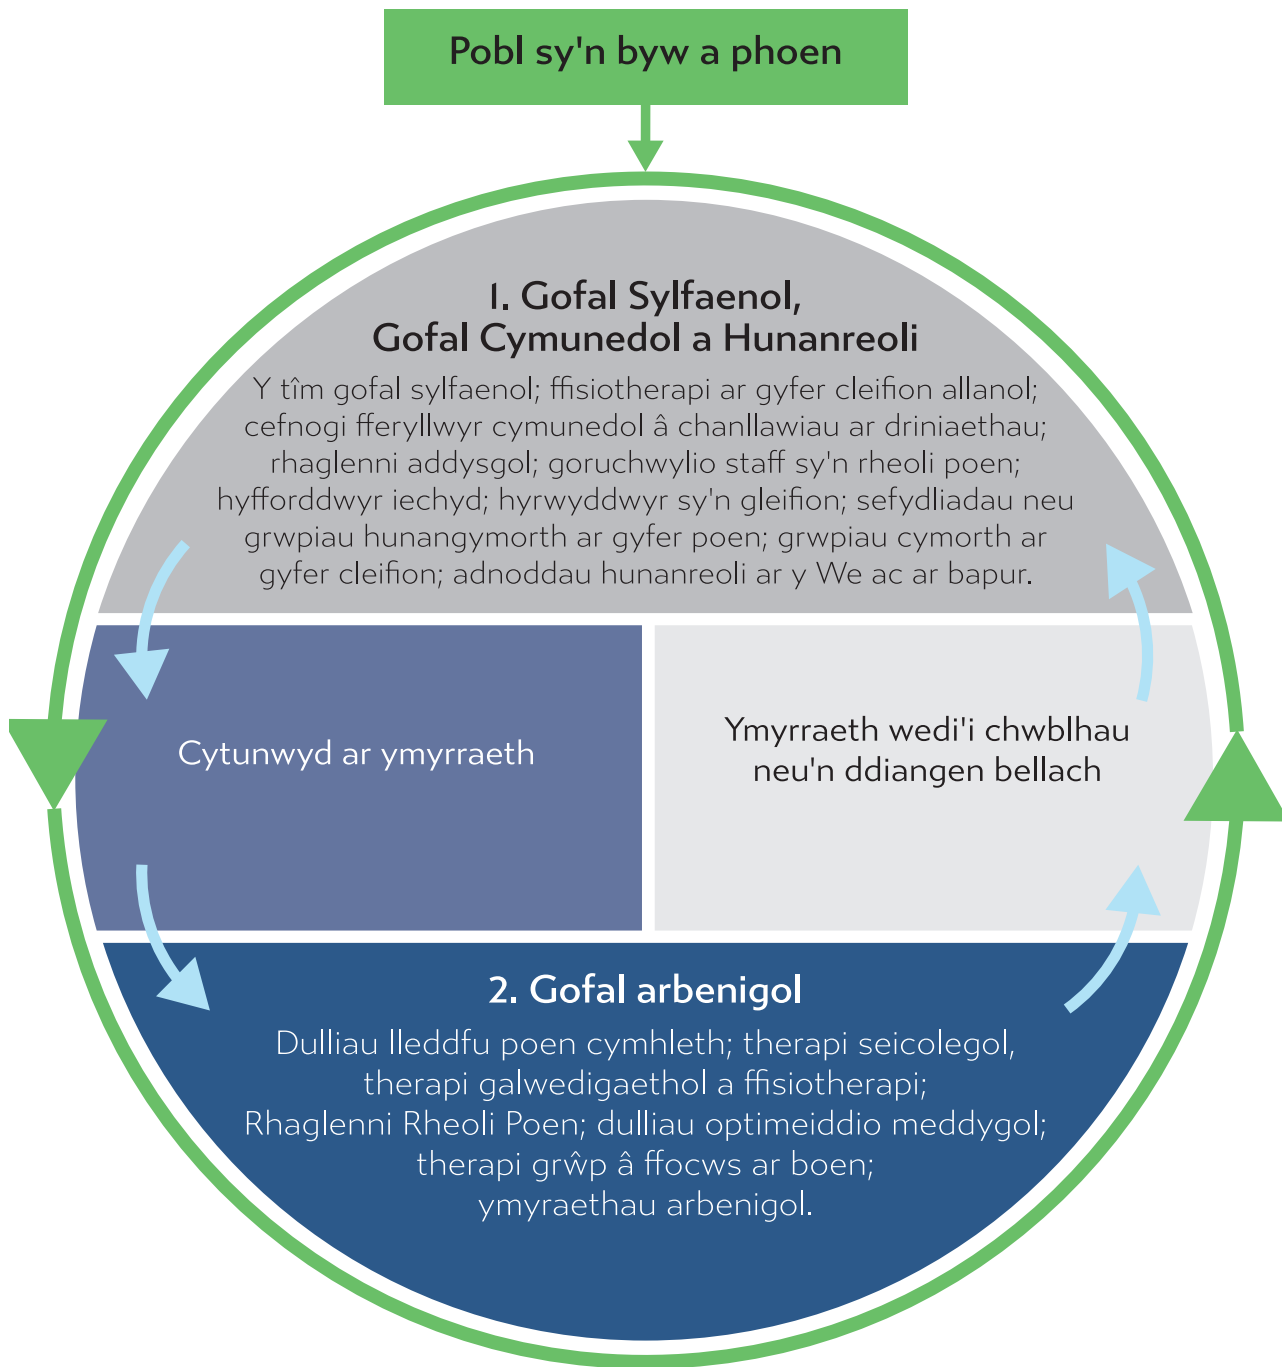 Pobl sy'n byw a phoen
1. Gofal Sylfaenol,
Gofal Cymunedol a Hunanreoli
Y tîm gofal sylfaenol; ffisiotherapi ar gyfer cleifion allanol;
cefnogi fferyllwyr cymunedol â chanllawiau ar driniaethau;
rhaglenni addysgol; goruchwylio staff sy'n rheoli poen;
hyfforddwyr iechyd; hyrwyddwyr sy'n gleifion; sefydliadau neu
grwpiau hunangymorth ar gyfer poen; grwpiau cymorth ar
gyfer cleifion; adnoddau hunanreoli ar y We ac ar bapur.
Cytunwyd ar ymyrraeth
Ymyrraeth wedi'i chwblhau
neu'n ddiangen bellach
2. Gofal arbenigol
Dulliau lleddfu poen cymhleth; therapi seicolegol,
therapi galwedigaethol a ffisiotherapi;
Rhaglenni Rheoli Poen; dulliau optimeiddio meddygol;
therapi grŵp â ffocws ar boen;
ymyraethau arbenigol.